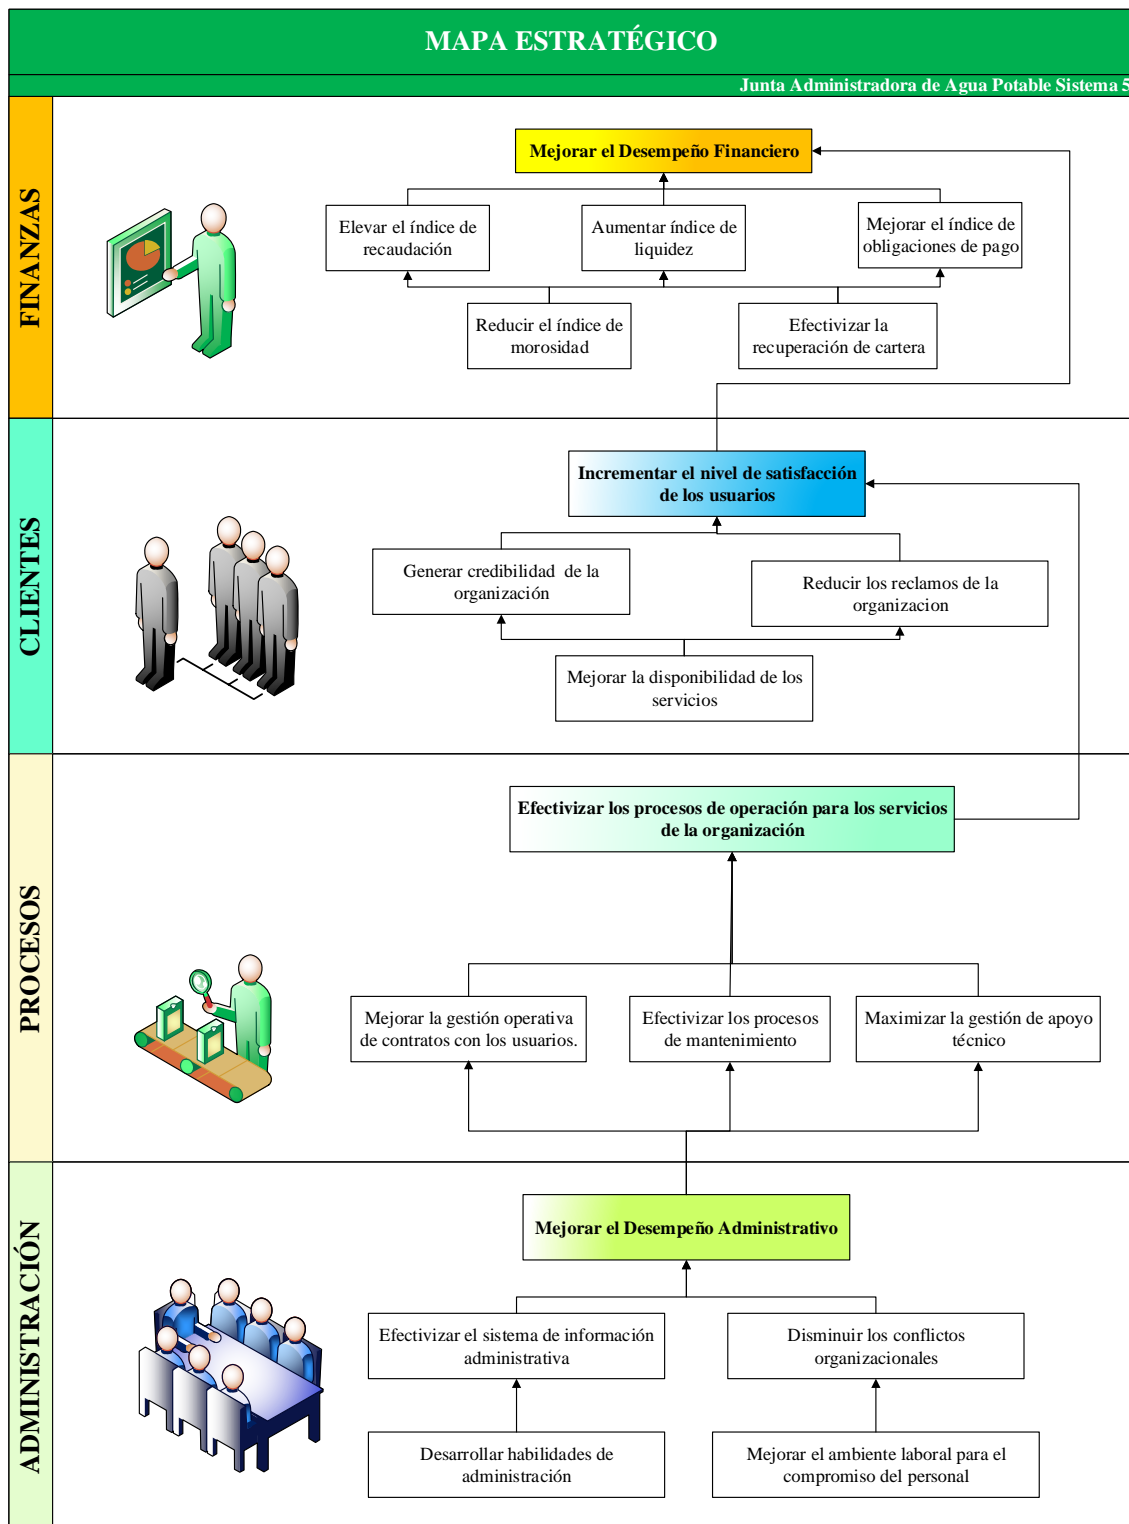 MAPA ESTRATÉGICO
Junta Administradora de Agua Potable Sistema 5
FINANZAS
Mejorar el Desempeño Financiero
Elevar el índice de
recaudación
Aumentar índice de
liquidez
Mejorar el índice de
obligaciones de pago
Reducir el índice de
morosidad
Efectivizar la
recuperación de cartera
CLIENTES
Incrementar el nivel de satisfacción
de los usuarios
Generar credibilidad de la
organización
Reducir los reclamos de la
organizacion
Mejorar la disponibilidad de los
servicios
PROCESOS
Efectivizar los procesos de operación para los servicios
de la organización
Mejorar la gestión operativa
de contratos con los usuarios.
Efectivizar los procesos
de mantenimiento
Maximizar la gestión de apoyo
técnico
ADMINISTRACIÓN
Mejorar el Desempeño Administrativo
Efectivizar el sistema de información
administrativa
Disminuir los conflictos
organizacionales
Desarrollar habilidades de
administración
Mejorar el ambiente laboral para el
compromiso del personal